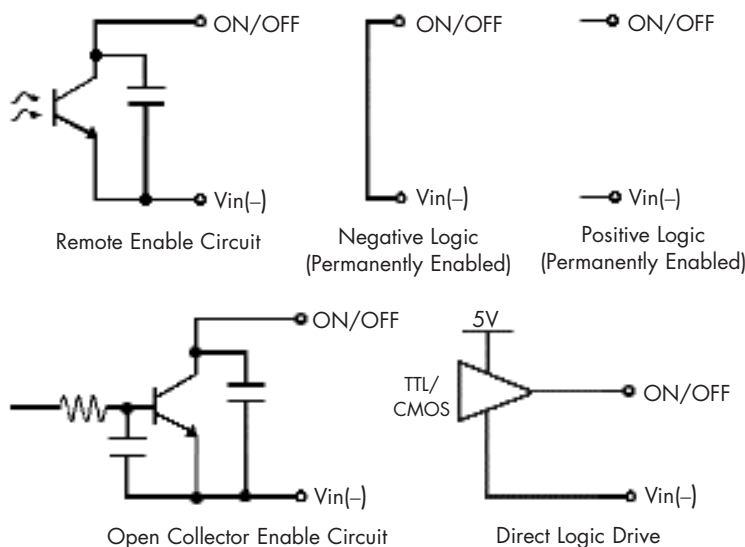 ON/OFF
Vin(–)
Remote Enable Circuit
ON/OFF
Vin(–)
Negative Logic
(Permanently Enabled)
ON/OFF
Vin(–)
Positive Logic
(Permanently Enabled)
ON/OFF
Vin(–)
Open Collector Enable Circuit
5V
TTL/
CMOS
ON/OFF
Vin(–)
Direct Logic Drive